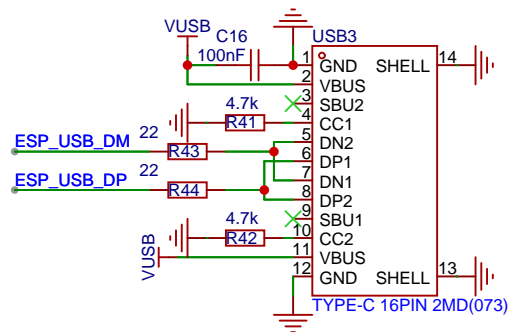 VUSB
C16
100nF
USB3
1
GND
SHELL
14
2
VBUS
3
SBU2
4.7k
R41
4
CC1
ESP_USB_DM
22
R43
5
DN2
6
DP1
ESP_USB_DP
22
R44
7
DN1
8
DP2
9
SBU1
4.7k
R42
10
CC2
VUSB
11
VBUS
12
GND
SHELL
13
TYPE-C 16PIN 2MD(073)